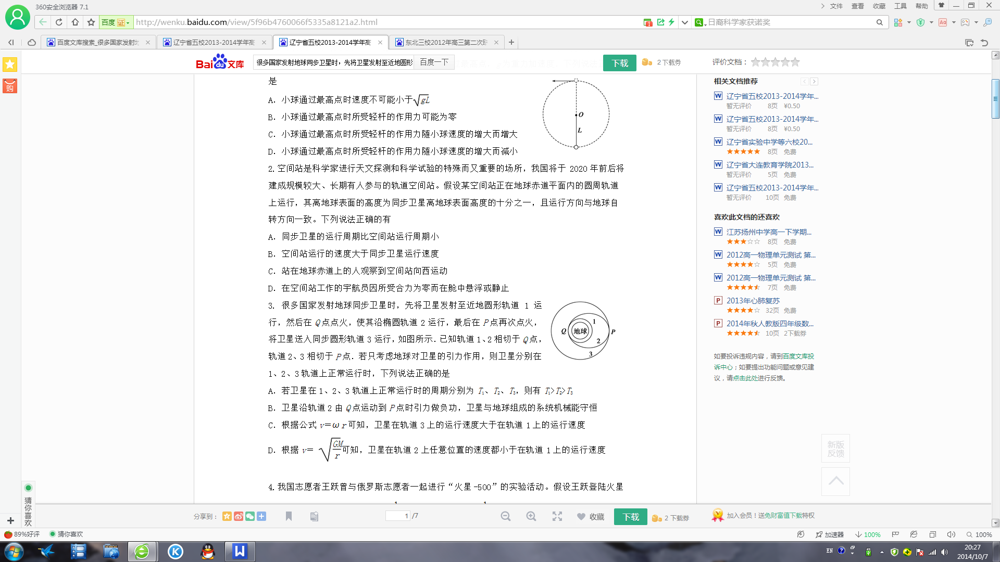 360安全浏览器 7.1
文件 查看 收藏 工具 帮助
百度 证 http://wenku.baidu.com/view/5f96b4760066f5335a8121a2.html 日裔科学家获诺奖
百度文库搜索_很多国家发射地 辽宁省五校2013-2014学年高 辽宁省五校2013-2014学年高 东北三校2012年高三第二次联
Bai du 文库 很多国家发射地球同步卫星时，先将卫星发射至近地圆形 百度一下 下载 2下载券 评价文档：
是
A. 小球通过最高点时速度不可能小于√gL
B. 小球通过最高点时所受轻杆的作用力可能为零
C. 小球通过最高点时所受轻杆的作用力随小球速度的增大而增大
D. 小球通过最高点时所受轻杆的作用力随小球速度的增大而减小
O
L
2.空间站是科学家进行天文探测和科学试验的特殊而又重要的场所，我国将于 2020 年前后将
建成规模较大、长期有人参与的轨道空间站。假设某空间站正在地球赤道平面内的圆周轨道
上运行，其离地球表面的高度为同步卫星离地球表面高度的十分之一，且运行方向与地球自
转方向一致。下列说法正确的有
A. 同步卫星的运行周期比空间站运行周期小
B. 空间站运行的速度大于同步卫星运行速度
C. 站在地球赤道上的人观察到空间站向西运动
D. 在空间站工作的宇航员因所受合力为零而在舱中悬浮或静止
3. 很多国家发射地球同步卫星时，先将卫星发射至近地圆形轨道 1 运
行，然后在 Q点点火，使其沿椭圆轨道 2 运行，最后在 P点再次点火，
将卫星送入同步圆形轨道 3 运行，如图所示．已知轨道 1、2 相切于 Q点，
轨道 2、3 相切于 P点．若只考虑地球对卫星的引力作用，则卫星分别在
1、2、3 轨道上正常运行时，下列说法正确的是
Q 地球 1 P
2
3
A. 若卫星在 1、2、3 轨道上正常运行时的周期分别为 T₁、T₂、T₃，则有 T₁>T₂>T₃
B. 卫星沿轨道 2 由 Q点运动到 P点时引力做负功，卫星与地球组成的系统机械能守恒
C. 根据公式 v＝ω r 可知，卫星在轨道 3 上的运行速度大于在轨道 1 上的运行速度
D. 根据 v＝ √GM/r 可知，卫星在轨道 2 上任意位置的速度都小于在轨道 1 上的运行速度
4.我国志愿者王跃曾与俄罗斯志愿者一起进行“火星-500”的实验活动。假设王跃登陆火星
1 1
相关文档推荐
辽宁省五校2013-2014学年...
暂无评价 8页 ¥0.50
辽宁省五校2013-2014学年...
暂无评价 8页 ¥0.50
辽宁省实验中学等六校20...
8页 免费
辽宁省大连教育学院2013...
暂无评价 5页 免费
辽宁省五校2013-2014学年...
暂无评价 10页 免费
喜欢此文档的还喜欢
江苏扬州中学高一下学期...
8页 免费
2012高一物理单元测试 第...
5页 免费
2012高一物理单元测试 第...
7页 免费
2013年心肺复苏
32页 免费
2014年秋人教版四年级数...
10页 2下载券
如要投诉违规内容，请到百度文库投
诉中心；如要提出功能问题或意见建
议，请点击此处进行反馈。
新版
反馈
购
猜你喜欢
分享到： 1 /7 收藏 下载 2 下载券 加入会员！送免财富值下载特权
89%好评 猜你喜欢 加速器 100% 100%
EN 20:27
2014/10/7